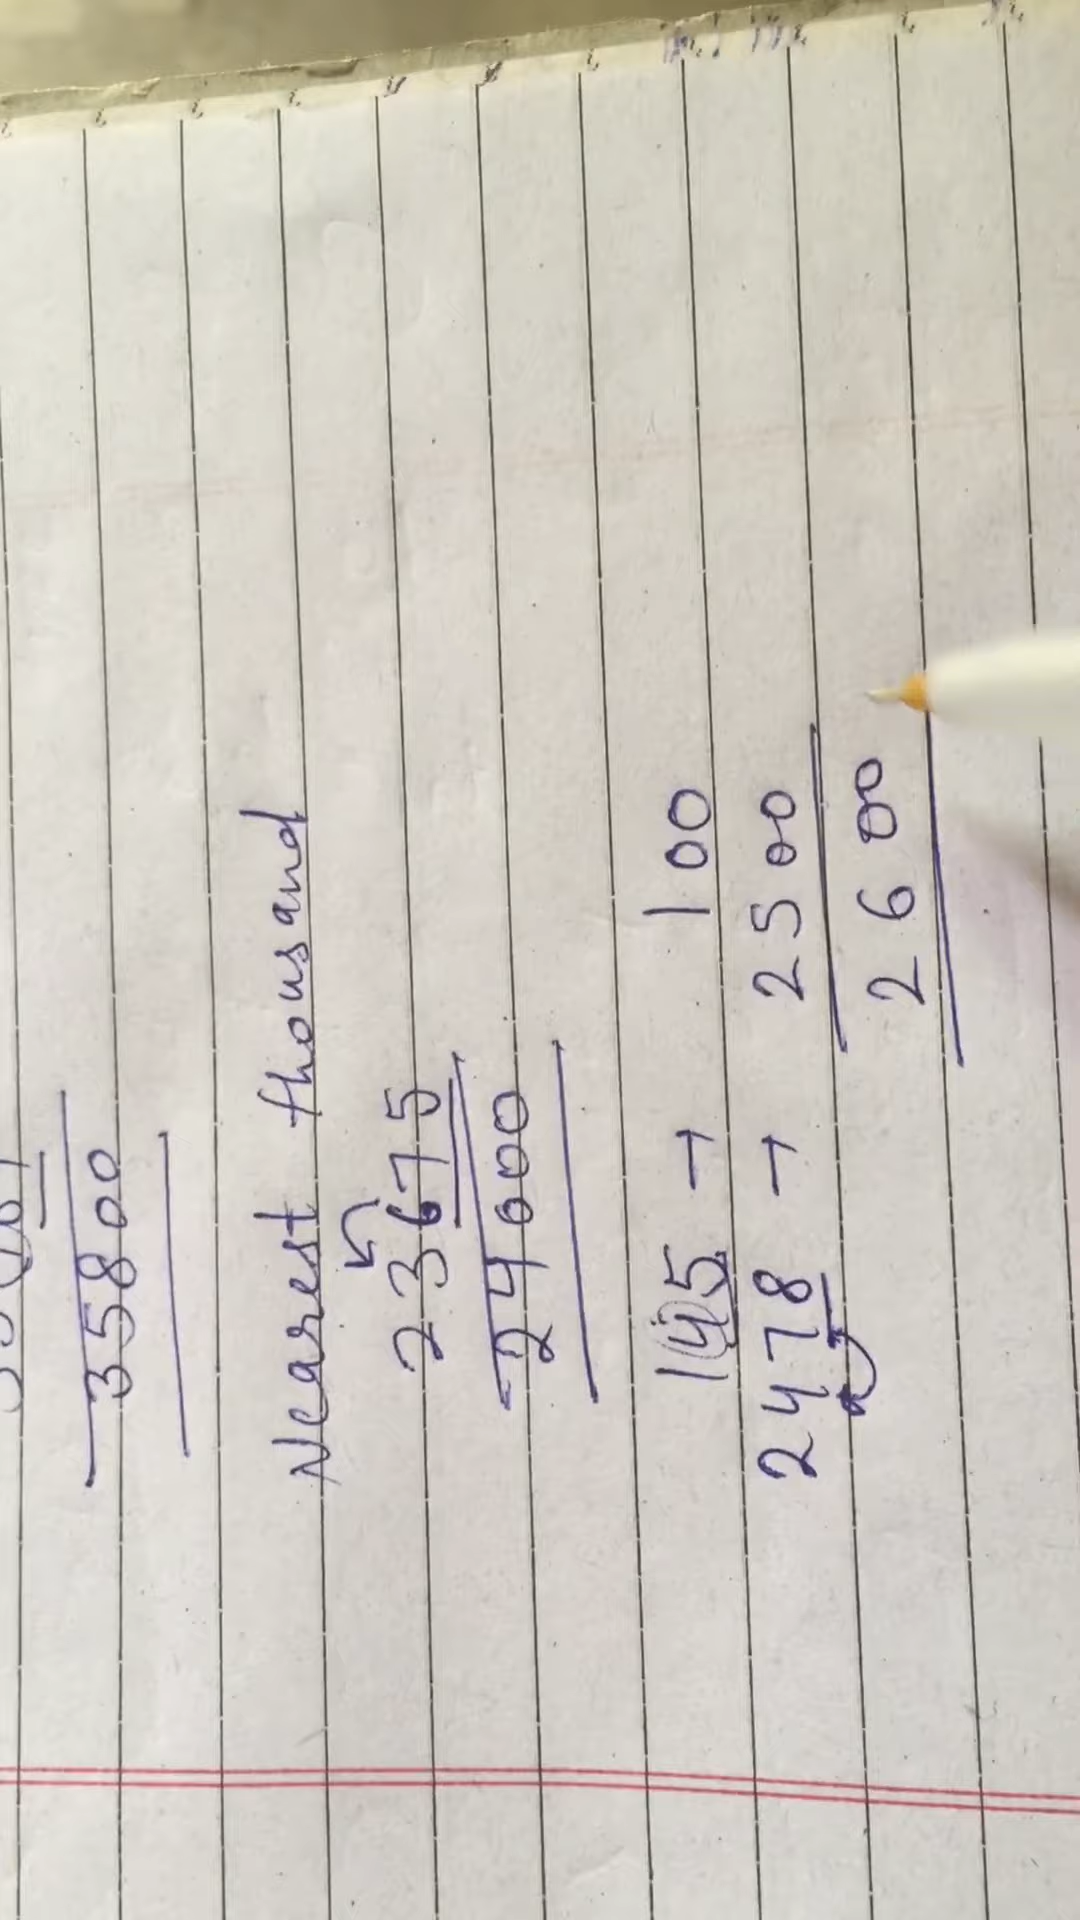 35800
Nearest thousand
23675
24000
145 → 100
2478 → 2500
2600